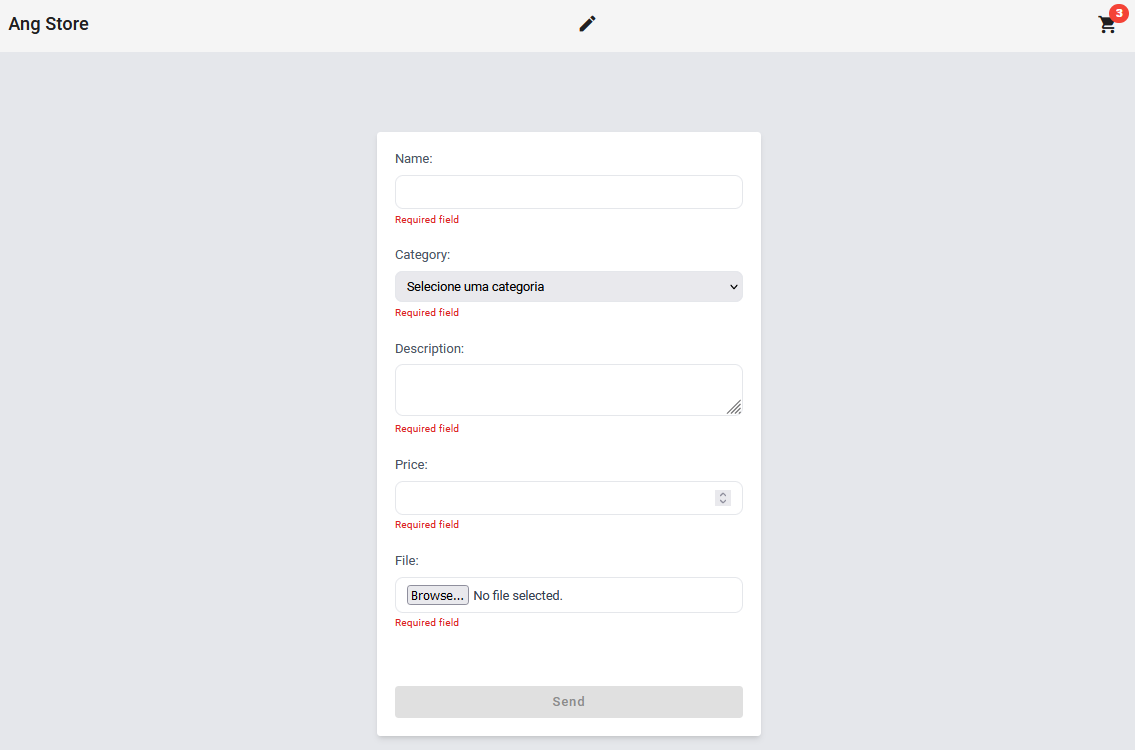 Ang Store
3
Name:
Required field
Category:
Selecione uma categoria
Required field
Description:
Required field
Price:
Required field
File:
Browse... No file selected.
Required field
Send